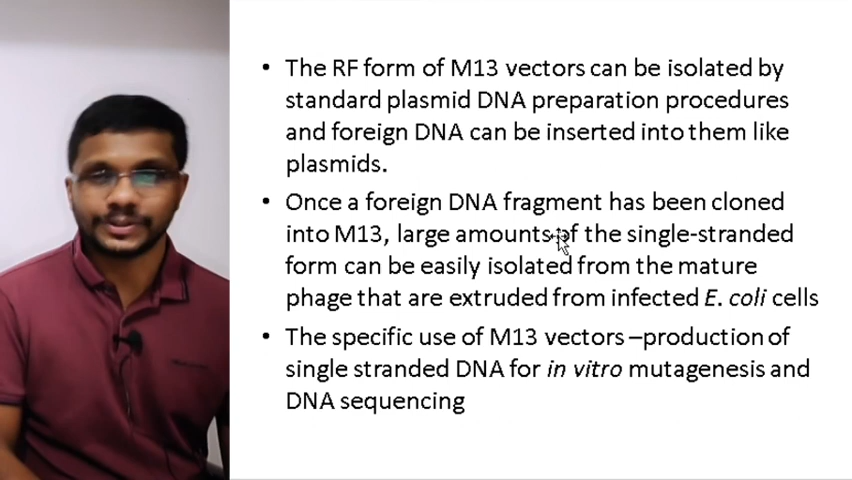 • The RF form of M13 vectors can be isolated by
standard plasmid DNA preparation procedures
and foreign DNA can be inserted into them like
plasmids.
• Once a foreign DNA fragment has been cloned
into M13, large amounts of the single-stranded
form can be easily isolated from the mature
phage that are extruded from infected E. coli cells
• The specific use of M13 vectors –production of
single stranded DNA for in vitro mutagenesis and
DNA sequencing